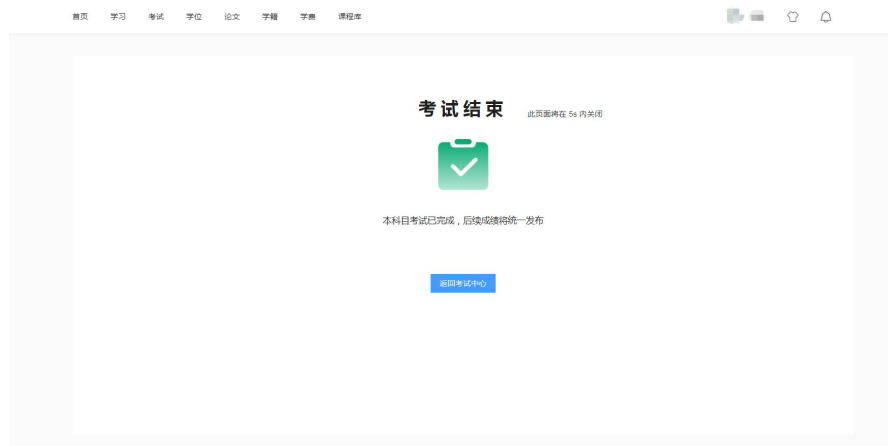 首页 学习 考试 学位 论文 学籍 学费 课程库
考试结束 此页面将在 5s 内关闭
本科目考试已完成，后续成绩将统一发布
返回考试中心